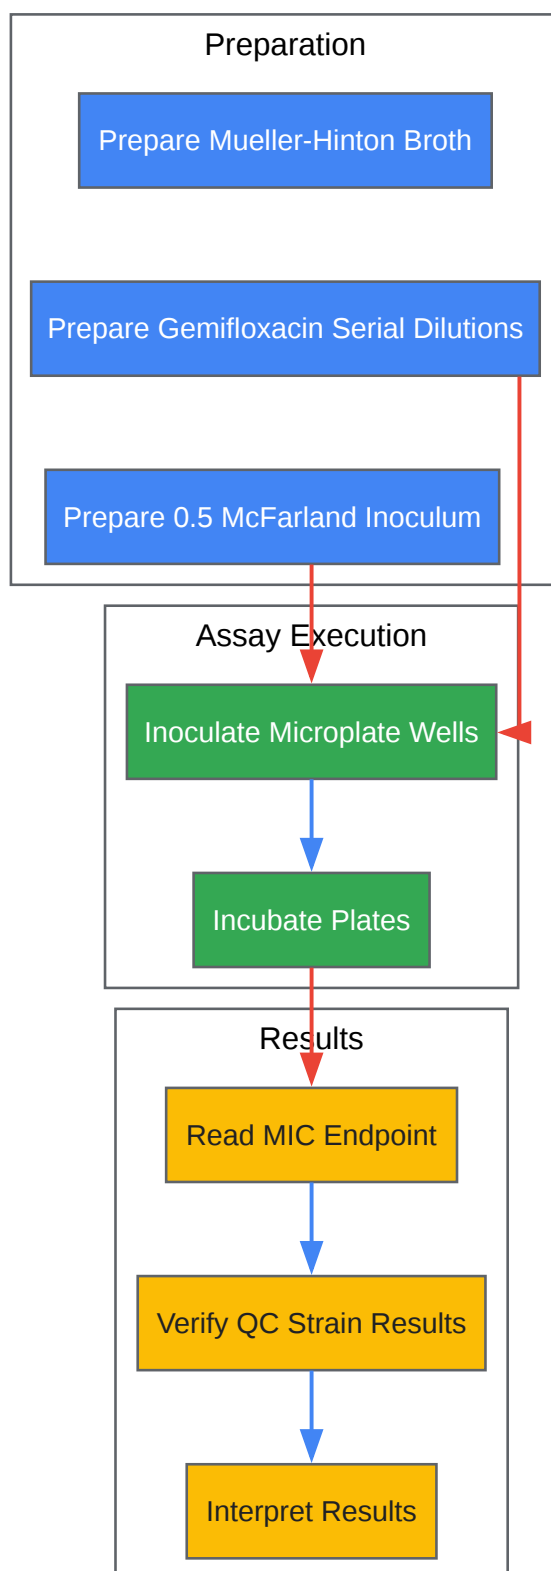 Preparation
Prepare Mueller-Hinton Broth
Prepare Gemifloxacin Serial Dilutions
Prepare 0.5 McFarland Inoculum
Assay Execution
Inoculate Microplate Wells
Incubate Plates
Results
Read MIC Endpoint
Verify QC Strain Results
Interpret Results